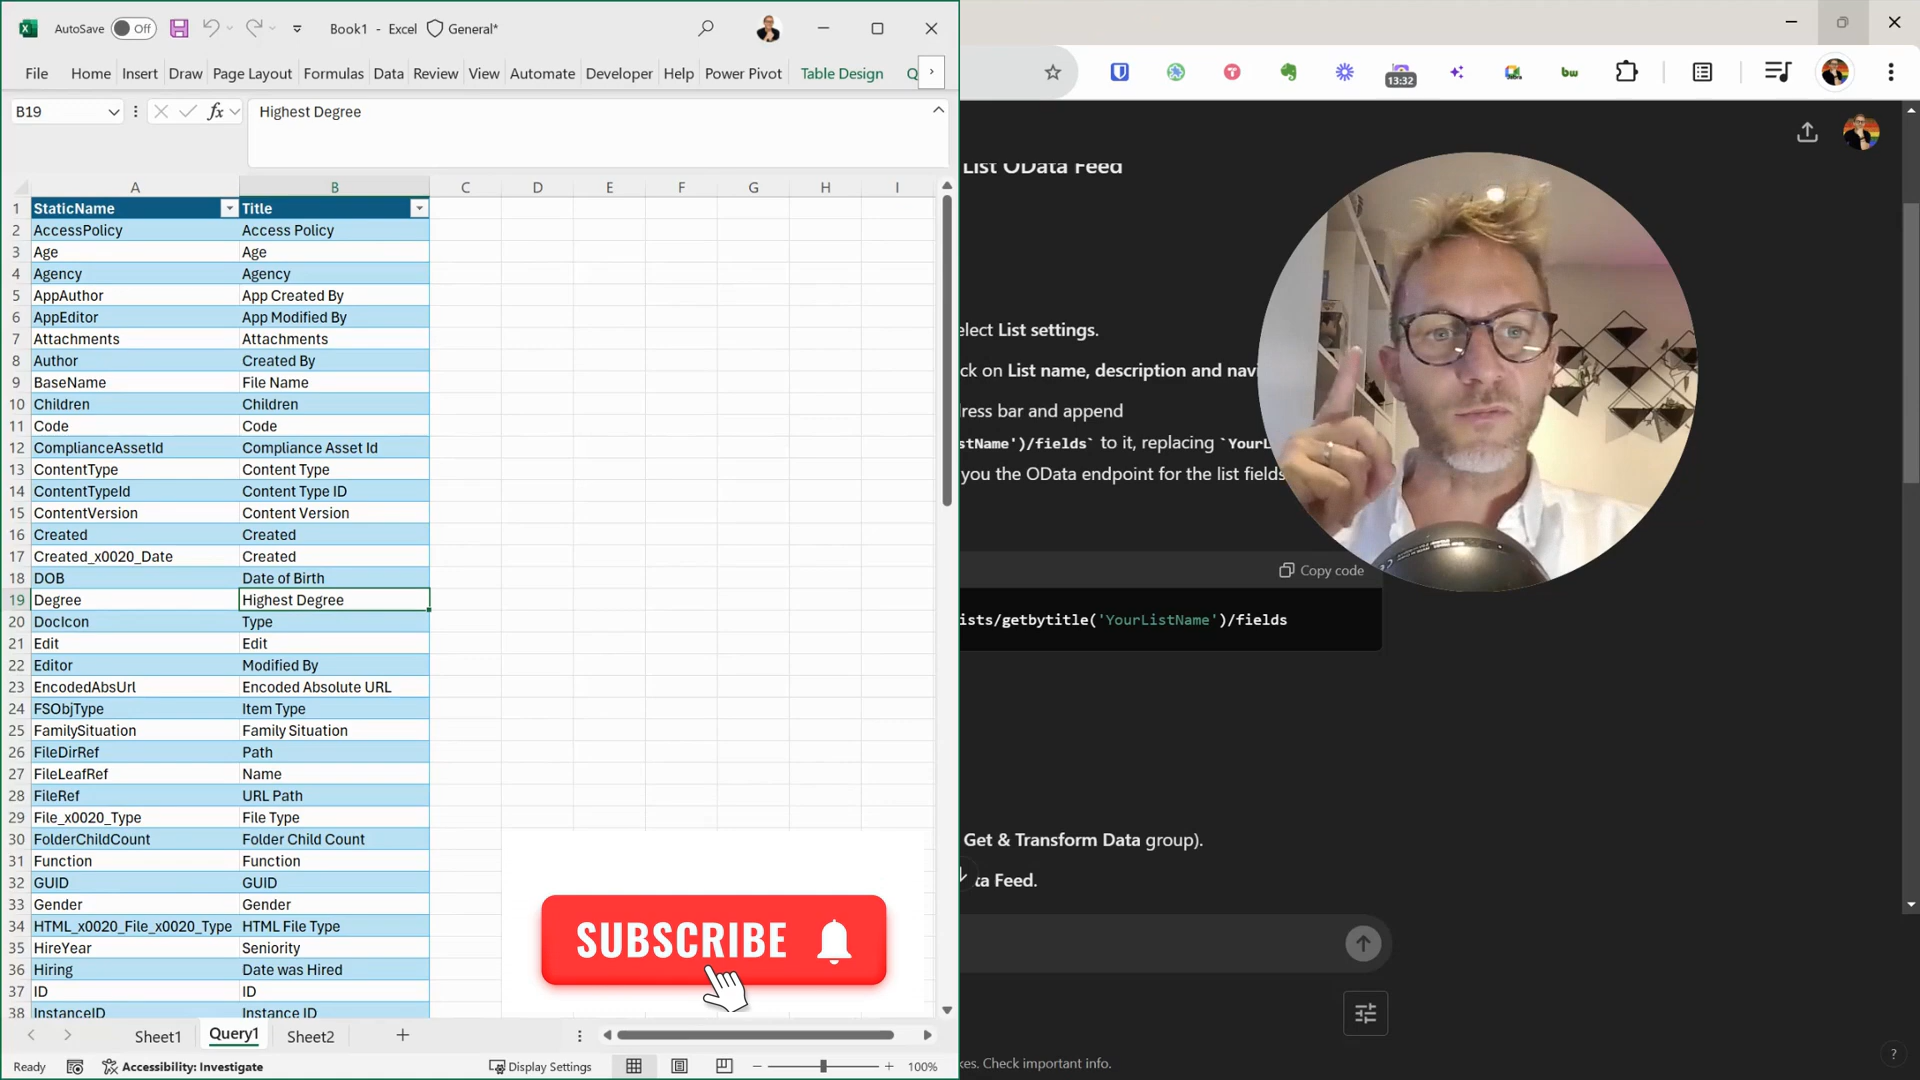 AutoSave Off Book1 - Excel General*
File Home Insert Draw Page Layout Formulas Data Review View Automate Developer Help Power Pivot Table Design Q
B19 fx Highest Degree
A B C D E F G H I
1 StaticName Title
2 AccessPolicy Access Policy
3 Age Age
4 Agency Agency
5 AppAuthor App Created By
6 AppEditor App Modified By
7 Attachments Attachments
8 Author Created By
9 BaseName File Name
10 Children Children
11 Code Code
12 ComplianceAssetId Compliance Asset Id
13 ContentType Content Type
14 ContentTypeId Content Type ID
15 ContentVersion Content Version
16 Created Created
17 Created_x0020_Date Created
18 DOB Date of Birth
19 Degree Highest Degree
20 DocIcon Type
21 Edit Edit
22 Editor Modified By
23 EncodedAbsUrl Encoded Absolute URL
24 FSObjType Item Type
25 FamilySituation Family Situation
26 FileDirRef Path
27 FileLeafRef Name
28 FileRef URL Path
29 File_x0020_Type File Type
30 FolderChildCount Folder Child Count
31 Function Function
32 GUID GUID
33 Gender Gender
34 HTML_x0020_File_x0020_Type HTML File Type
35 HireYear Seniority
36 Hiring Date was Hired
37 ID ID
38 InstanceID Instance ID
SUBSCRIBE
Sheet1 Query1 Sheet2
Ready Accessibility: Investigate Display Settings 100%
bw
13:32
List OData Feed
elect List settings.
ck on List name, description and navi
ress bar and append
stName')/fields` to it, replacing `YourL
you the OData endpoint for the list fields
Copy code
ists/getbytitle('YourListName')/fields
Get & Transform Data group).
ta Feed.
kes. Check important info.
?